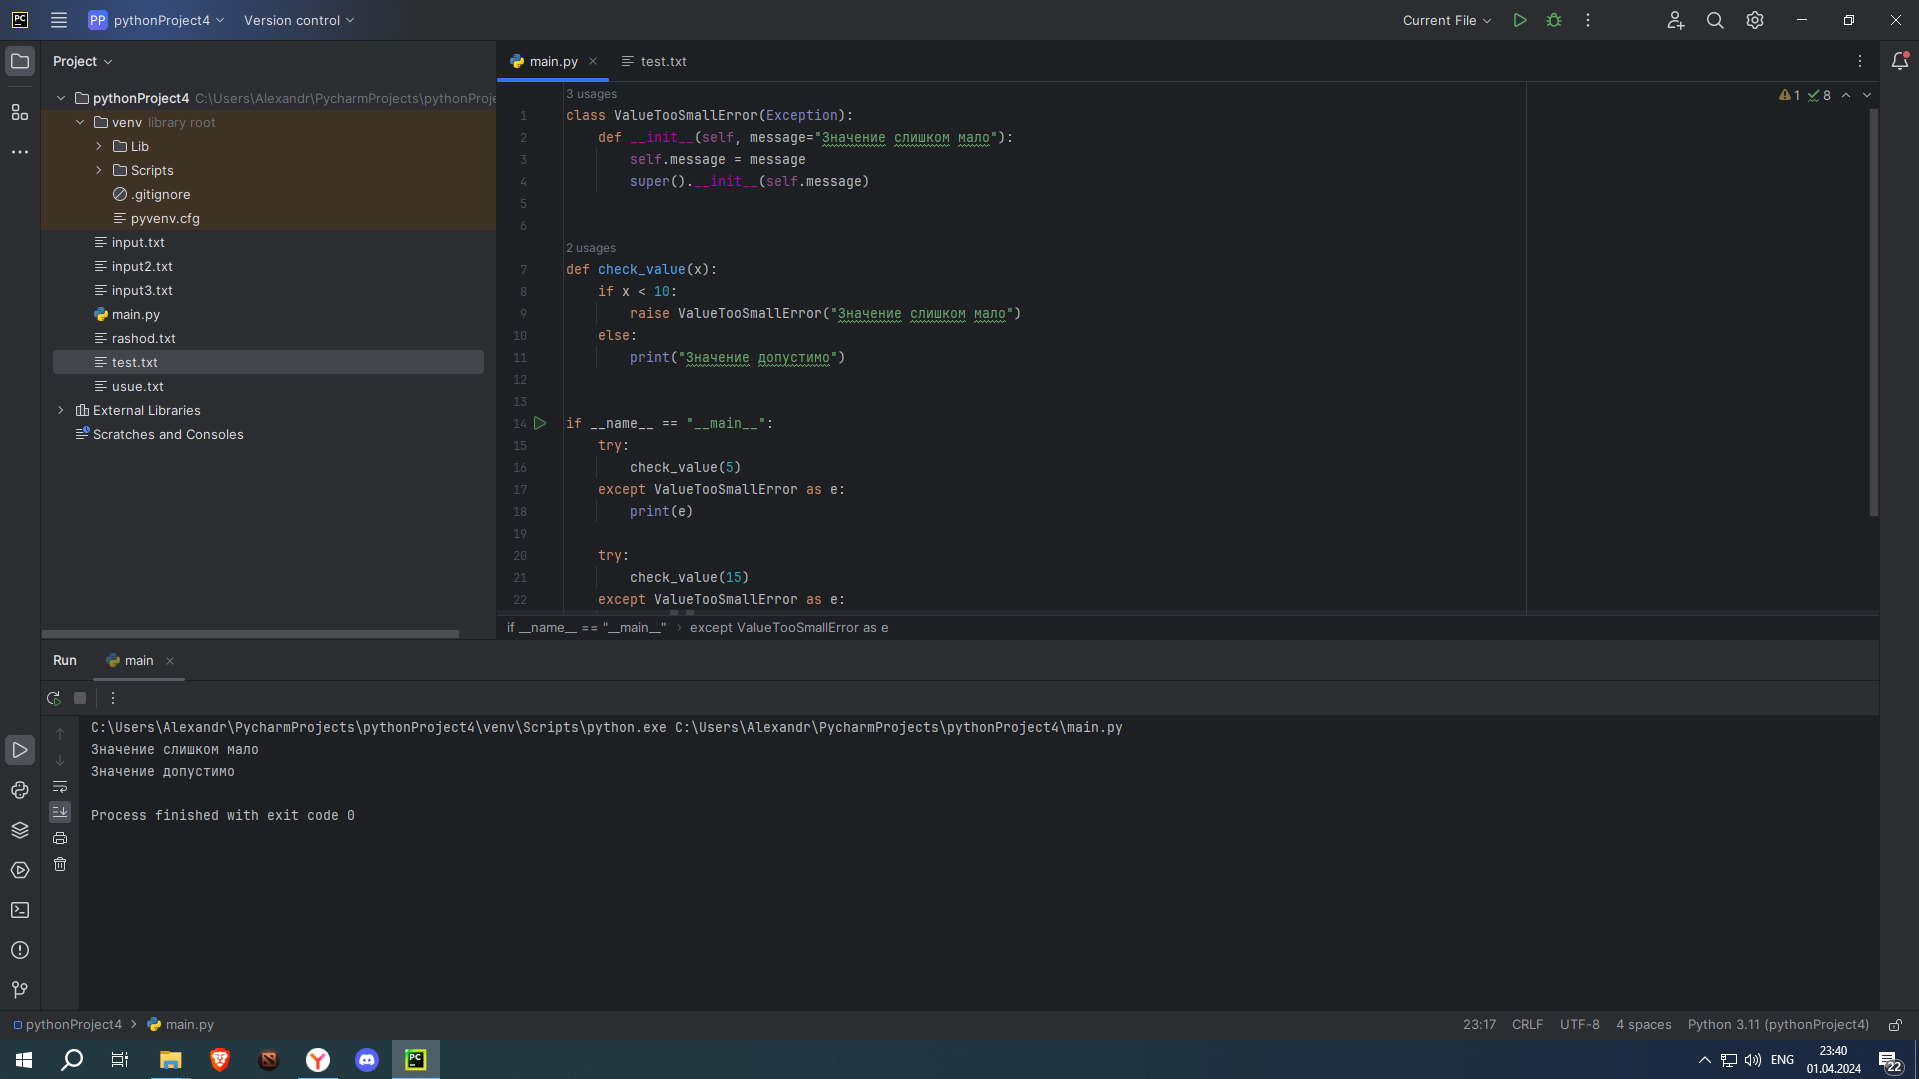 PC
PP pythonProject4
Version control
Current File
Project
pythonProject4 C:\Users\Alexandr\PycharmProjects\pythonProje
venv library root
Lib
Scripts
.gitignore
pyvenv.cfg
input.txt
input2.txt
input3.txt
main.py
rashod.txt
test.txt
usue.txt
External Libraries
Scratches and Consoles
main.py
test.txt
1 8
3 usages
1 class ValueTooSmallError(Exception):
2 def __init__(self, message="Значение слишком мало"):
3 self.message = message
4 super().__init__(self.message)
5
6
2 usages
7 def check_value(x):
8 if x < 10:
9 raise ValueTooSmallError("Значение слишком мало")
10 else:
11 print("Значение допустимо")
12
13
14 if __name__ == "__main__":
15 try:
16 check_value(5)
17 except ValueTooSmallError as e:
18 print(e)
19
20 try:
21 check_value(15)
22 except ValueTooSmallError as e:
if __name__ == "__main__" › except ValueTooSmallError as e
Run main
C:\Users\Alexandr\PycharmProjects\pythonProject4\venv\Scripts\python.exe C:\Users\Alexandr\PycharmProjects\pythonProject4\main.py
Значение слишком мало
Значение допустимо
Process finished with exit code 0
pythonProject4 > main.py
23:17 CRLF UTF-8 4 spaces Python 3.11 (pythonProject4)
PC
ENG
23:40
01.04.2024
22